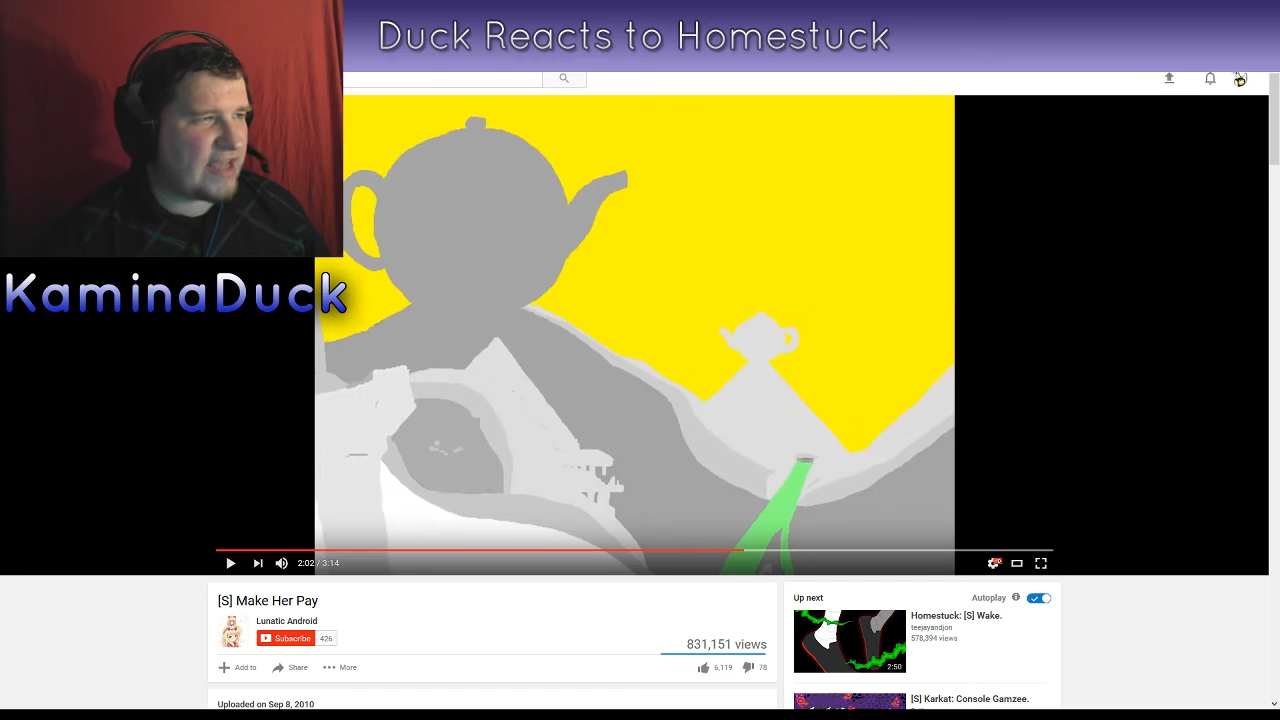 Duck Reacts to Homestuck
KaminaDuck
2:02 / 3:14
[S] Make Her Pay
Lunatic Android
Subscribe 426
831,151 views
Add to Share More
6,119 78
Uploaded on Sep 8, 2010
Up next
Autoplay
Homestuck: [S] Wake.
teejayandjon
578,394 views
2:50
[S] Karkat: Console Gamzee.